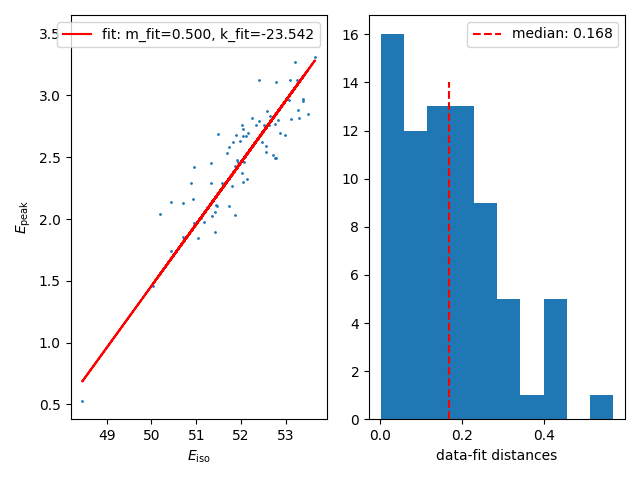 fit: m_fit=0.500, k_fit=-23.542
3.5
3.0
2.5
2.0
1.5
1.0
0.5
E_peak
49 50 51 52 53
E_iso
median: 0.168
16
14
12
10
8
6
4
2
0
0.0 0.2 0.4
data-fit distances